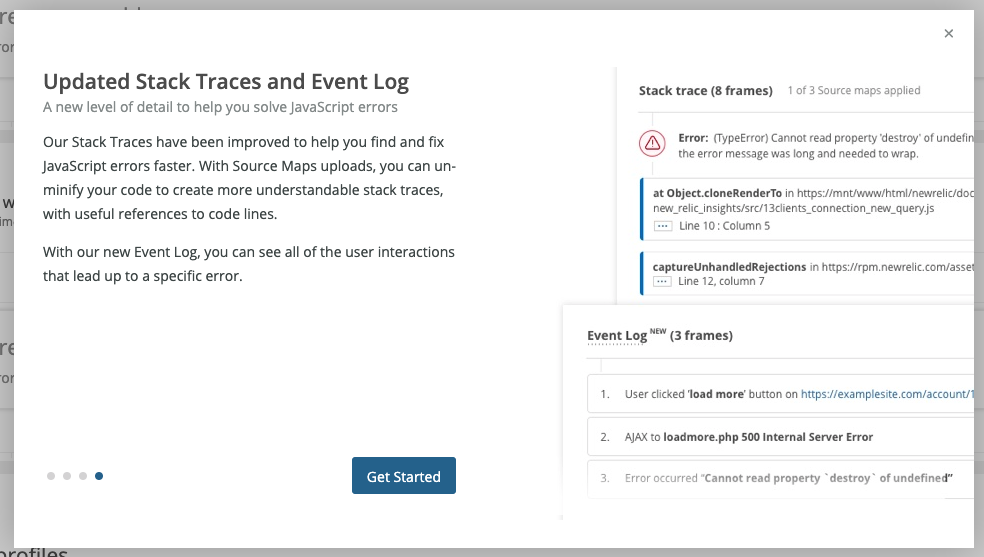 Updated Stack Traces and Event Log
A new level of detail to help you solve JavaScript errors
Our Stack Traces have been improved to help you find and fix
JavaScript errors faster. With Source Maps uploads, you can un-
minify your code to create more understandable stack traces,
with useful references to code lines.
With our new Event Log, you can see all of the user interactions
that lead up to a specific error.
Get Started
Stack trace (8 frames) 1 of 3 Source maps applied
Error: (TypeError) Cannot read property 'destroy' of undefin
the error message was long and needed to wrap.
at Object.cloneRenderTo in https://mnt/www/html/newrelic/doc
new_relic_insights/src/13clients_connection_new_query.js
Line 10 : Column 5
captureUnhandledRejections in https://rpm.newrelic.com/asset
Line 12, column 7
Event Log NEW (3 frames)
1. User clicked 'load more' button on https://examplesite.com/account/1
2. AJAX to loadmore.php 500 Internal Server Error
3. Error occurred "Cannot read property `destroy` of undefined"
profiles